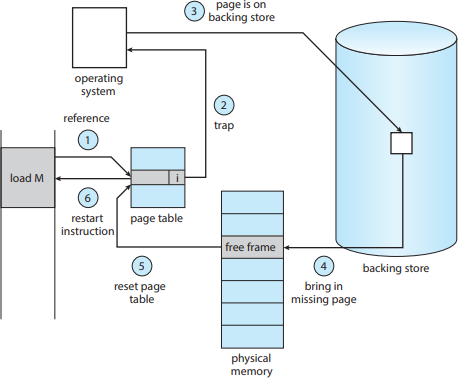 3
page is on
backing store
operating
system
2
trap
reference
1
load M
i
6
restart
instruction
page table
free frame
5
reset page
table
4
bring in
missing page
backing store
physical
memory